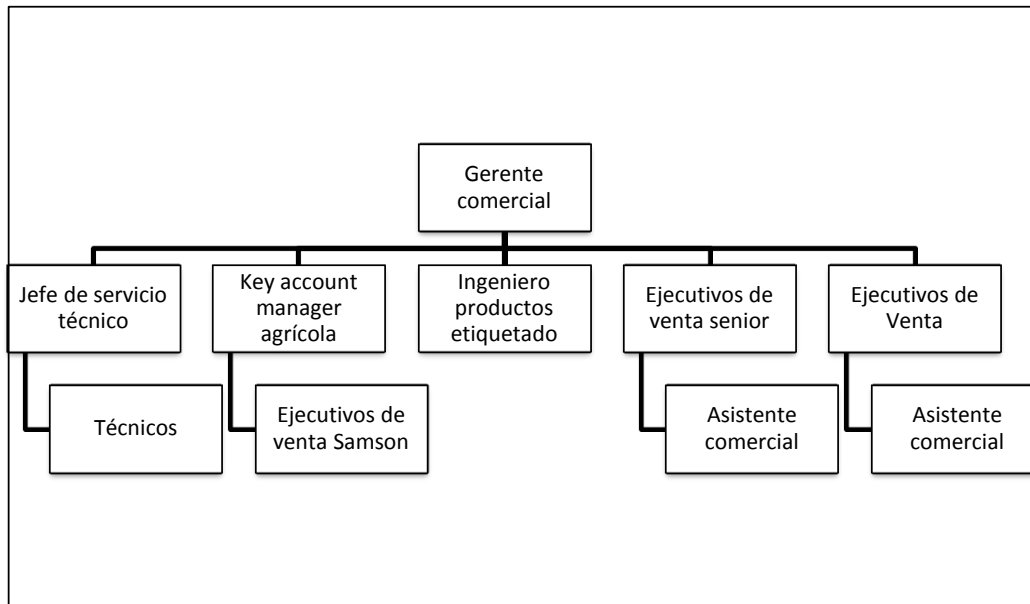 Gerente
comercial
Jefe de servicio
técnico
Key account
manager
agrícola
Ingeniero
productos
etiquetado
Ejecutivos de
venta senior
Ejecutivos de
Venta
Técnicos
Ejecutivos de
venta Samson
Asistente
comercial
Asistente
comercial